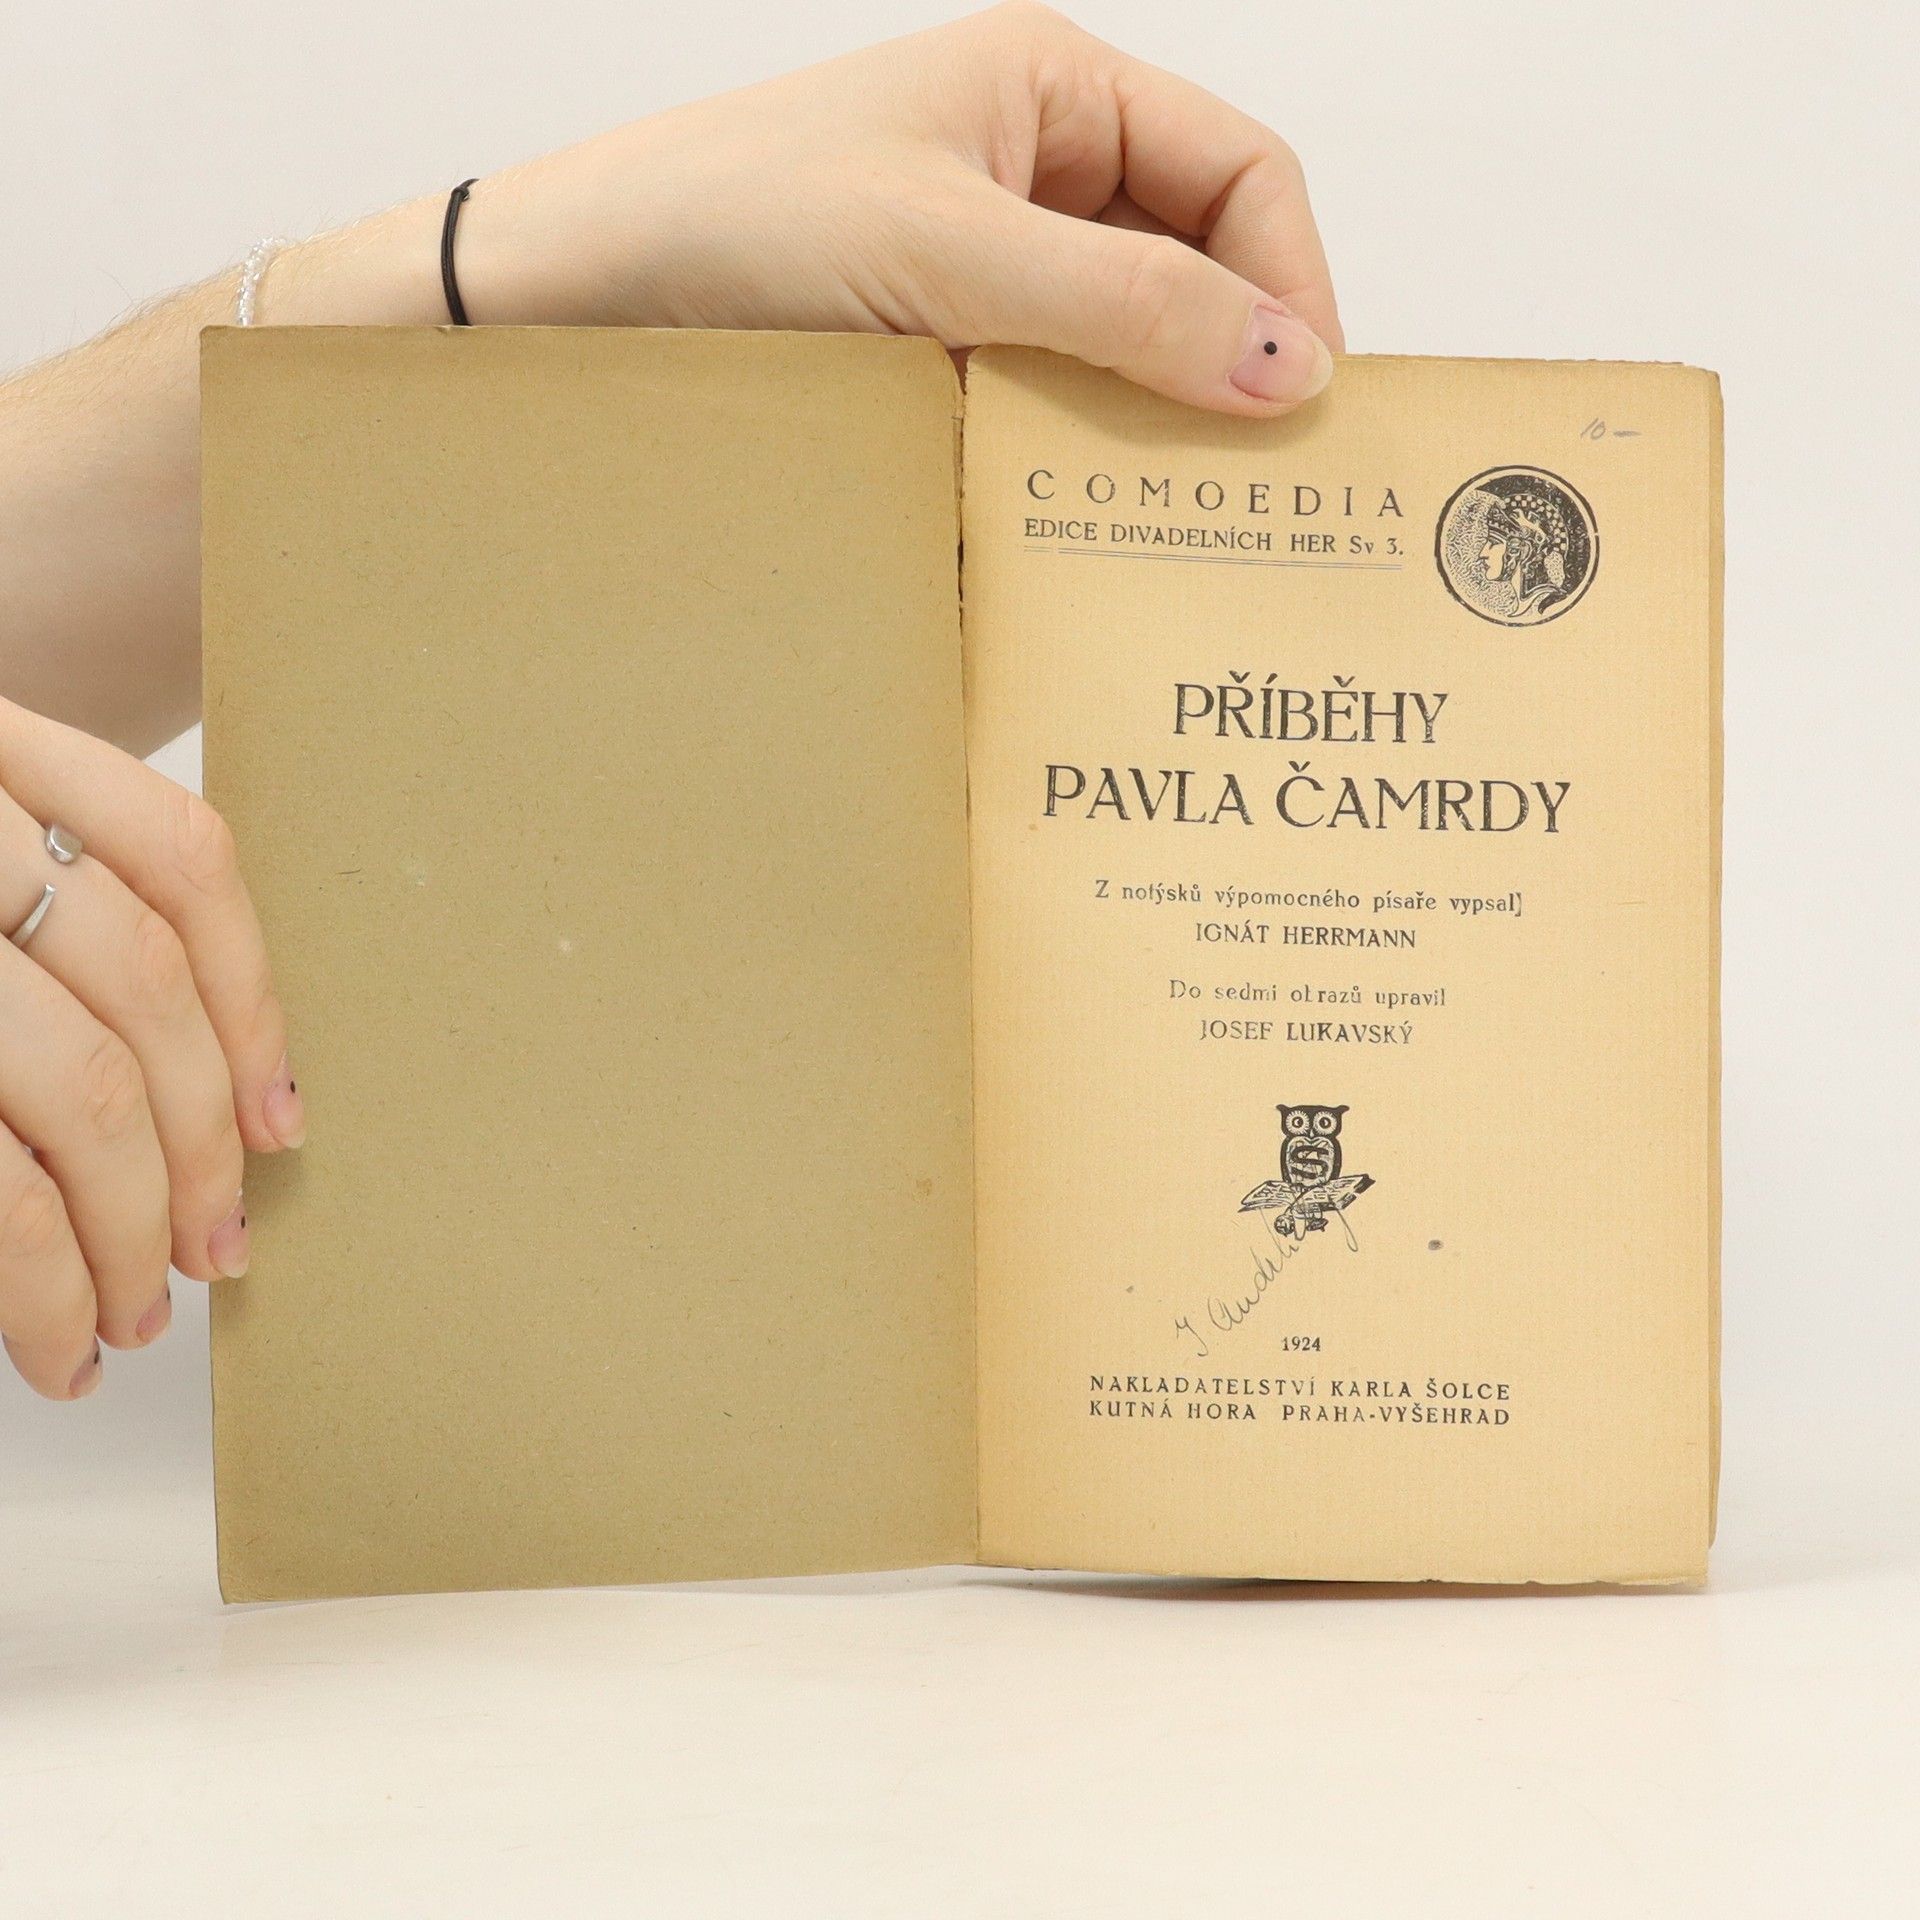 10 —
COMOEDIA
EDICE DIVADELNÍCH HER Sv 3.
PŘÍBĚHY
PAVLA ČAMRDY
Z notýsků výpomocného písaře vypsal
IGNÁT HERRMANN
Do sedmi obrazů upravil
JOSEF LUKAVSKÝ
S
1924
NAKLADATELSTVÍ KARLA ŠOLCE
KUTNÁ HORA PRAHA-VYŠEHRAD